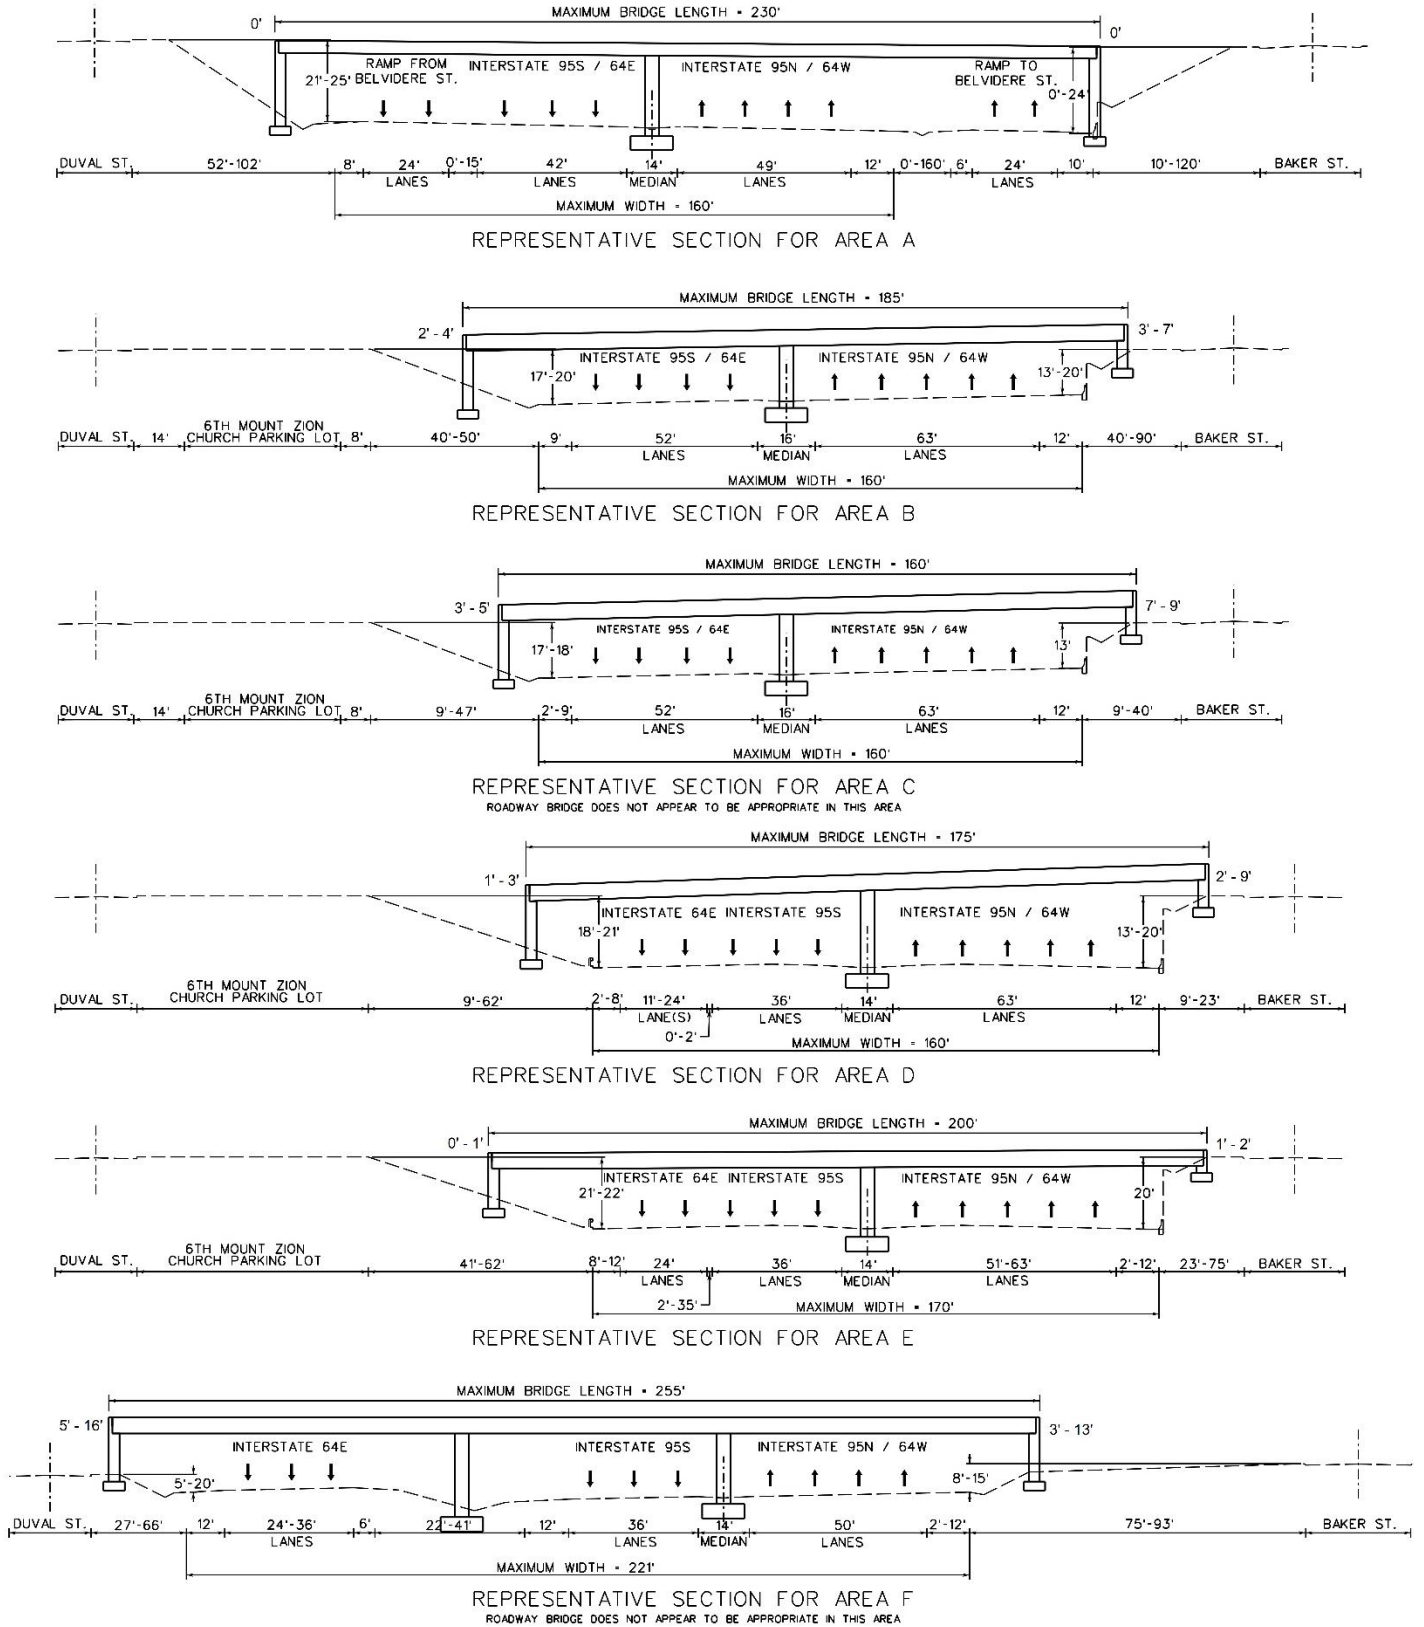 MAXIMUM BRIDGE LENGTH = 230'
0' 0'
RAMP FROM BELVIDERE ST.
INTERSTATE 95S / 64E
INTERSTATE 95N / 64W
RAMP TO BELVIDERE ST.
21'-25' 0'-24'
DUVAL ST. 52'-102' 8' 24' 0'-15' 42' 14' 49' 12' 0'-160' 6' 24' 10' 10'-120' BAKER ST.
LANES LANES MEDIAN LANES LANES
MAXIMUM WIDTH = 160'
REPRESENTATIVE SECTION FOR AREA A
MAXIMUM BRIDGE LENGTH = 185'
2' - 4' 3' - 7'
INTERSTATE 95S / 64E INTERSTATE 95N / 64W
17'-20' 13'-20'
6TH MOUNT ZION
DUVAL ST. 14' CHURCH PARKING LOT 8' 40'-50' 9' 52' 16' 63' 12' 40'-90' BAKER ST.
LANES MEDIAN LANES
MAXIMUM WIDTH = 160'
REPRESENTATIVE SECTION FOR AREA B
MAXIMUM BRIDGE LENGTH = 160'
3' - 5' 7' - 9'
INTERSTATE 95S / 64E INTERSTATE 95N / 64W
17'-18' 13'
6TH MOUNT ZION
DUVAL ST. 14' CHURCH PARKING LOT 8' 9'-47' 2'-9' 52' 16' 63' 12' 9'-40' BAKER ST.
LANES MEDIAN LANES
MAXIMUM WIDTH = 160'
REPRESENTATIVE SECTION FOR AREA C
ROADWAY BRIDGE DOES NOT APPEAR TO BE APPROPRIATE IN THIS AREA
MAXIMUM BRIDGE LENGTH = 175'
1' - 3' 2' - 9'
INTERSTATE 64E INTERSTATE 95S INTERSTATE 95N / 64W
18'-21' 13'-20'
6TH MOUNT ZION
DUVAL ST. CHURCH PARKING LOT 9'-62' 2'-8' 11'-24' 36' 14' 63' 12' 9'-23' BAKER ST.
LANE(S) LANES MEDIAN LANES
0'-2'
MAXIMUM WIDTH = 160'
REPRESENTATIVE SECTION FOR AREA D
MAXIMUM BRIDGE LENGTH = 200'
0' - 1' 1' - 2'
INTERSTATE 64E INTERSTATE 95S INTERSTATE 95N / 64W
21'-22' 20'
6TH MOUNT ZION
DUVAL ST. CHURCH PARKING LOT 41'-62' 8'-12' 24' 36' 14' 51'-63' 2'-12' 23'-75' BAKER ST.
LANES LANES MEDIAN LANES
2'-35'
MAXIMUM WIDTH = 170'
REPRESENTATIVE SECTION FOR AREA E
MAXIMUM BRIDGE LENGTH = 255'
5' - 16' 3' - 13'
INTERSTATE 64E INTERSTATE 95S INTERSTATE 95N / 64W
5'-20' 8'-15'
DUVAL ST. 27'-66' 12' 24'-36' 6' 22'-41' 12' 36' 14' 50' 2'-12' 75'-93' BAKER ST.
LANES LANES MEDIAN LANES
MAXIMUM WIDTH = 221'
REPRESENTATIVE SECTION FOR AREA F
ROADWAY BRIDGE DOES NOT APPEAR TO BE APPROPRIATE IN THIS AREA